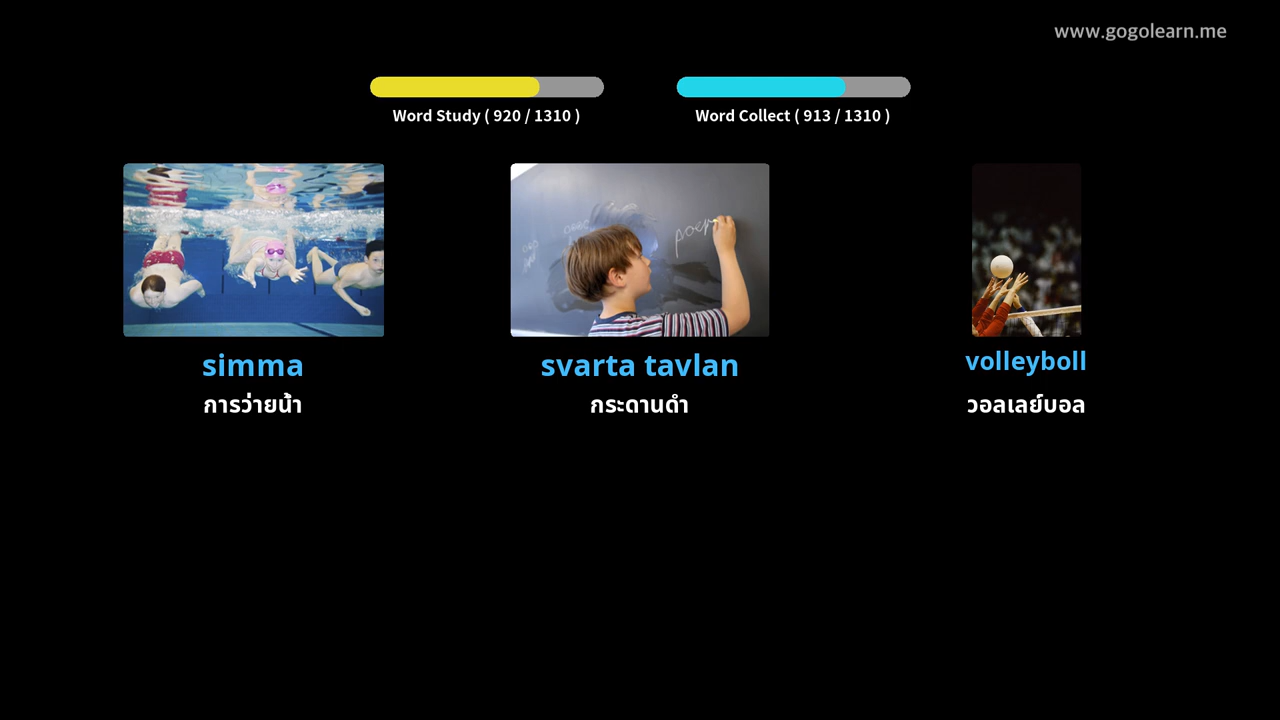 www.gogolearn.me
Word Study ( 920 / 1310 )
Word Collect ( 913 / 1310 )
poer
simma
svarta tavlan
volleyboll
การว่ายน้ำ
กระดานดำ
วอลเลย์บอล